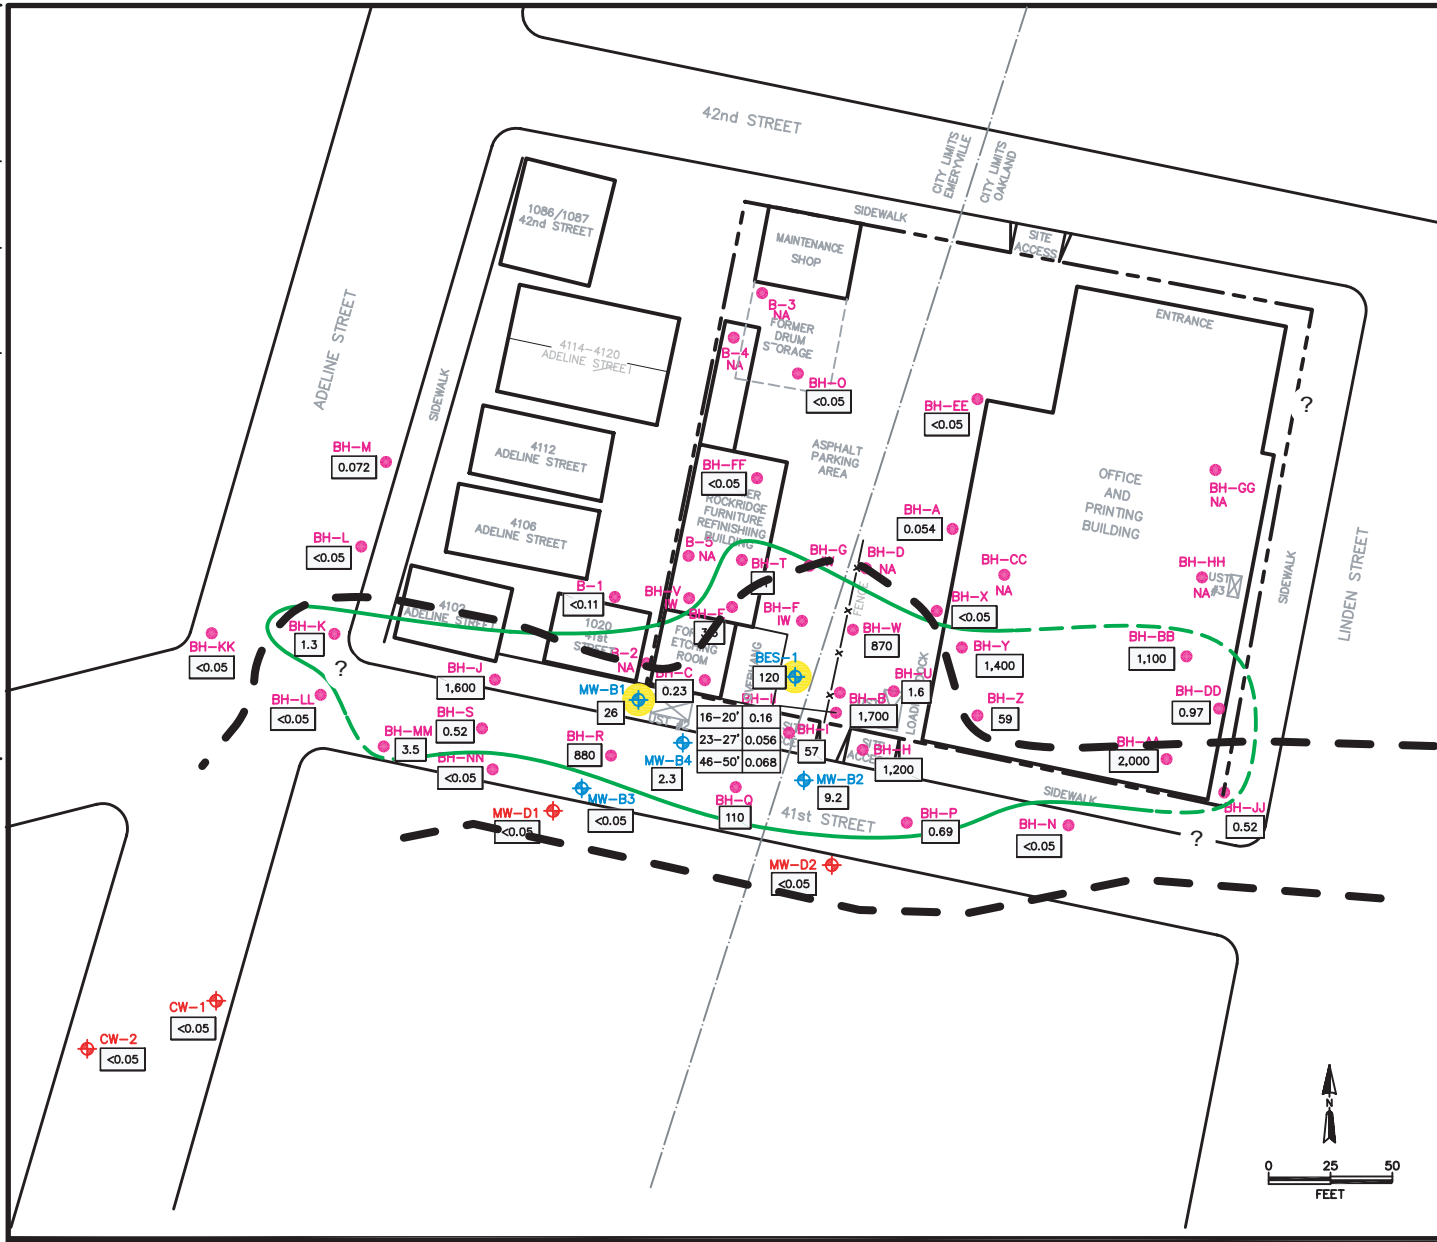 42nd STREET
CITY LIMITS
EMERYVILLE
CITY LIMITS
OAKLAND
SIDEWALK
SITE
ACCESS
1086/1087
42nd STREET
MAINTENANCE
SHOP
B-3
NA
FORMER
DRUM
STORAGE
B-4
NA
ENTRANCE
ADELINE STREET
SIDEWALK
4114-4120
ADELINE STREET
BH-O
<0.05
BH-EE
<0.05
?
4112
ADELINE STREET
BH-M
0.072
ASPHALT
PARKING
AREA
BH-FF
<0.05
ROCKRIDGE
FURNITURE
REFINISHIING
BUILDING
OFFICE
AND
PRINTING
BUILDING
BH-GG
NA
4106
ADELINE STREET
BH-A
0.054
BH-L
<0.05
B-5
NA
BH-T
BH-G
BH-D
NA
BH-CC
NA
BH-HH
NA
UST
#3
SIDEWALK
LINDEN STREET
B-1
<0.11
BH-V
IW
BH-E
BH-F
IW
FENCE
BH-X
<0.05
4102
ADELINE STREET
1020
41st
STREET
ETCHING
ROOM
BH-KK
<0.05
BH-K
1.3
?
B-2
NA
BH-W
870
BH-Y
1,400
BH-BB
1,100
BH-J
1,600
BH-C
0.23
BES-1
120
BH-U
1.6
BH-LL
<0.05
MW-B1
26
BH-I
16-20' 0.16
23-27' 0.056
46-50' 0.068
BH-B
1,700
BH-Z
59
BH-DD
0.97
BH-S
0.52
BH-MM
3.5
BH-R
880
MW-B4
2.3
BH-I
57
BH-H
1,200
BH-AA
2,000
BH-NN
<0.05
MW-B3
<0.05
MW-B2
9.2
SIDEWALK
BH-JJ
0.52
MW-D1
<0.05
BH-Q
110
41st STREET
BH-P
0.69
BH-N
<0.05
?
MW-D2
<0.05
CW-1
<0.05
CW-2
<0.05
N
0 25 50
FEET